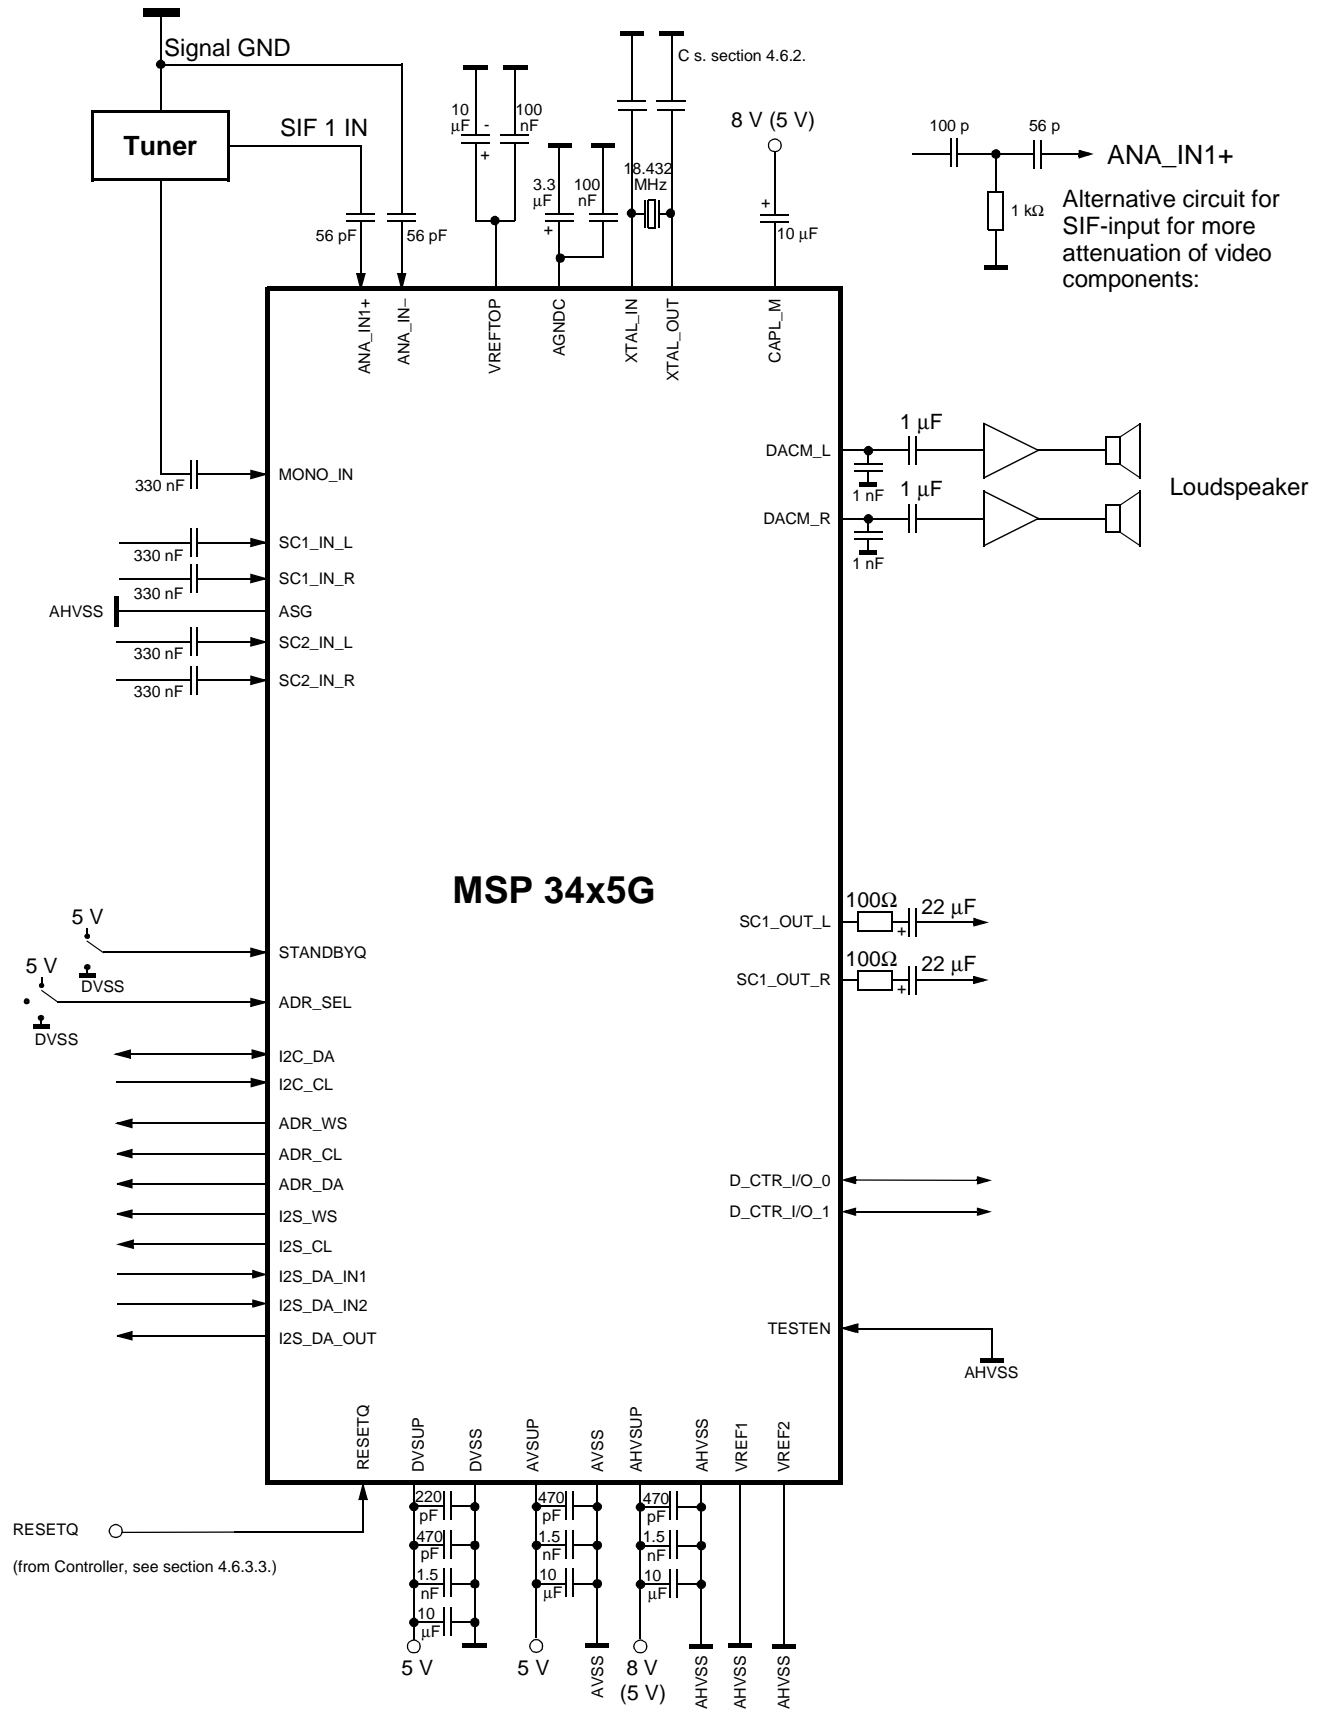 Signal GND
C s. section 4.6.2.
Tuner
SIF 1 IN
10
μF
-
+
100
nF
3.3
μF
+
100
nF
18.432
MHz
8 V (5 V)
+
10 μF
100 p
56 p
ANA_IN1+
1 kΩ
Alternative circuit for
SIF-input for more
attenuation of video
components:
56 pF
56 pF
ANA_IN1+
ANA_IN−
VREFTOP
AGNDC
XTAL_IN
XTAL_OUT
CAPL_M
330 nF
MONO_IN
330 nF
SC1_IN_L
330 nF
SC1_IN_R
AHVSS
ASG
330 nF
SC2_IN_L
330 nF
SC2_IN_R
DACM_L
1 μF
1 nF
DACM_R
1 μF
1 nF
Loudspeaker
MSP 34x5G
SC1_OUT_L
100Ω
+
22 μF
SC1_OUT_R
100Ω
+
22 μF
5 V
STANDBYQ
DVSS
5 V
ADR_SEL
DVSS
I2C_DA
I2C_CL
ADR_WS
ADR_CL
ADR_DA
I2S_WS
I2S_CL
I2S_DA_IN1
I2S_DA_IN2
I2S_DA_OUT
D_CTR_I/O_0
D_CTR_I/O_1
TESTEN
AHVSS
RESETQ
DVSUP
DVSS
AVSUP
AVSS
AHVSUP
AHVSS
VREF1
VREF2
RESETQ
(from Controller, see section 4.6.3.3.)
220
pF
470
pF
1.5
nF
10
μF
5 V
470
pF
1.5
nF
10
μF
5 V
AVSS
470
pF
1.5
nF
10
μF
8 V
(5 V)
AHVSS
AHVSS
AHVSS